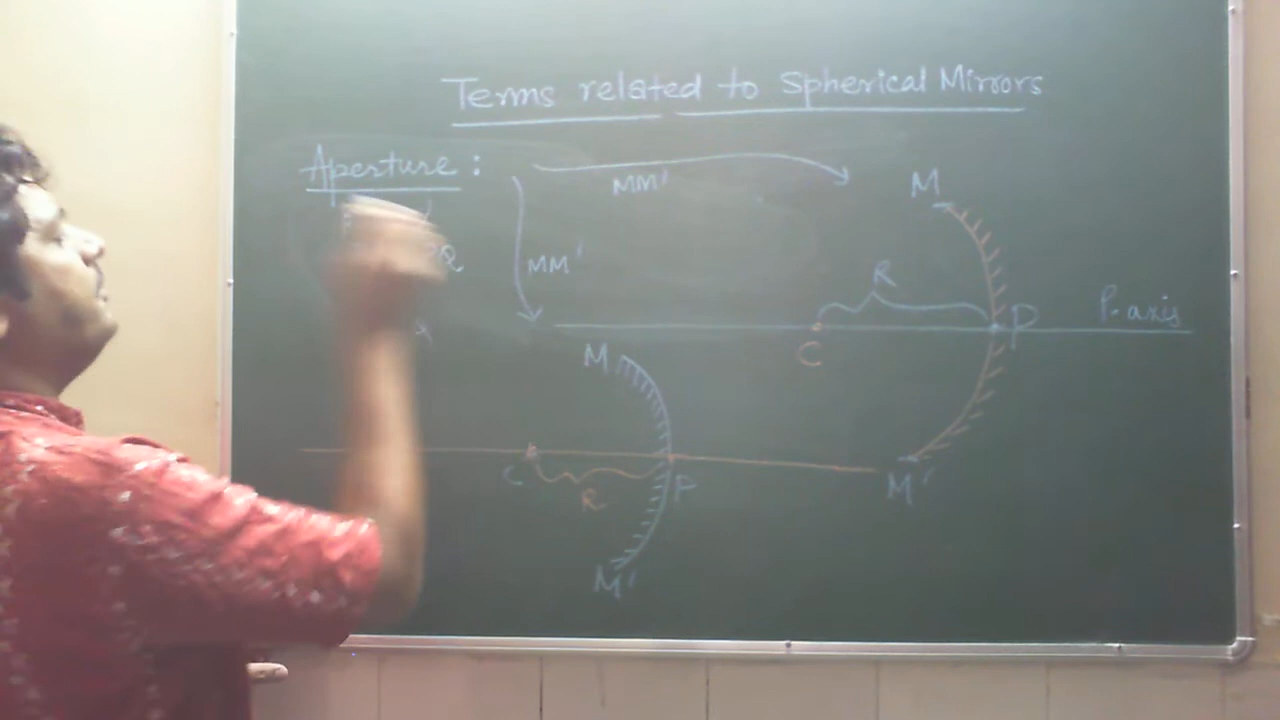 Terms related to Spherical Mirrors
Aperture :
MM'
MM'
M
R
C
P
P. axis
M'
M
C
R
P
M'